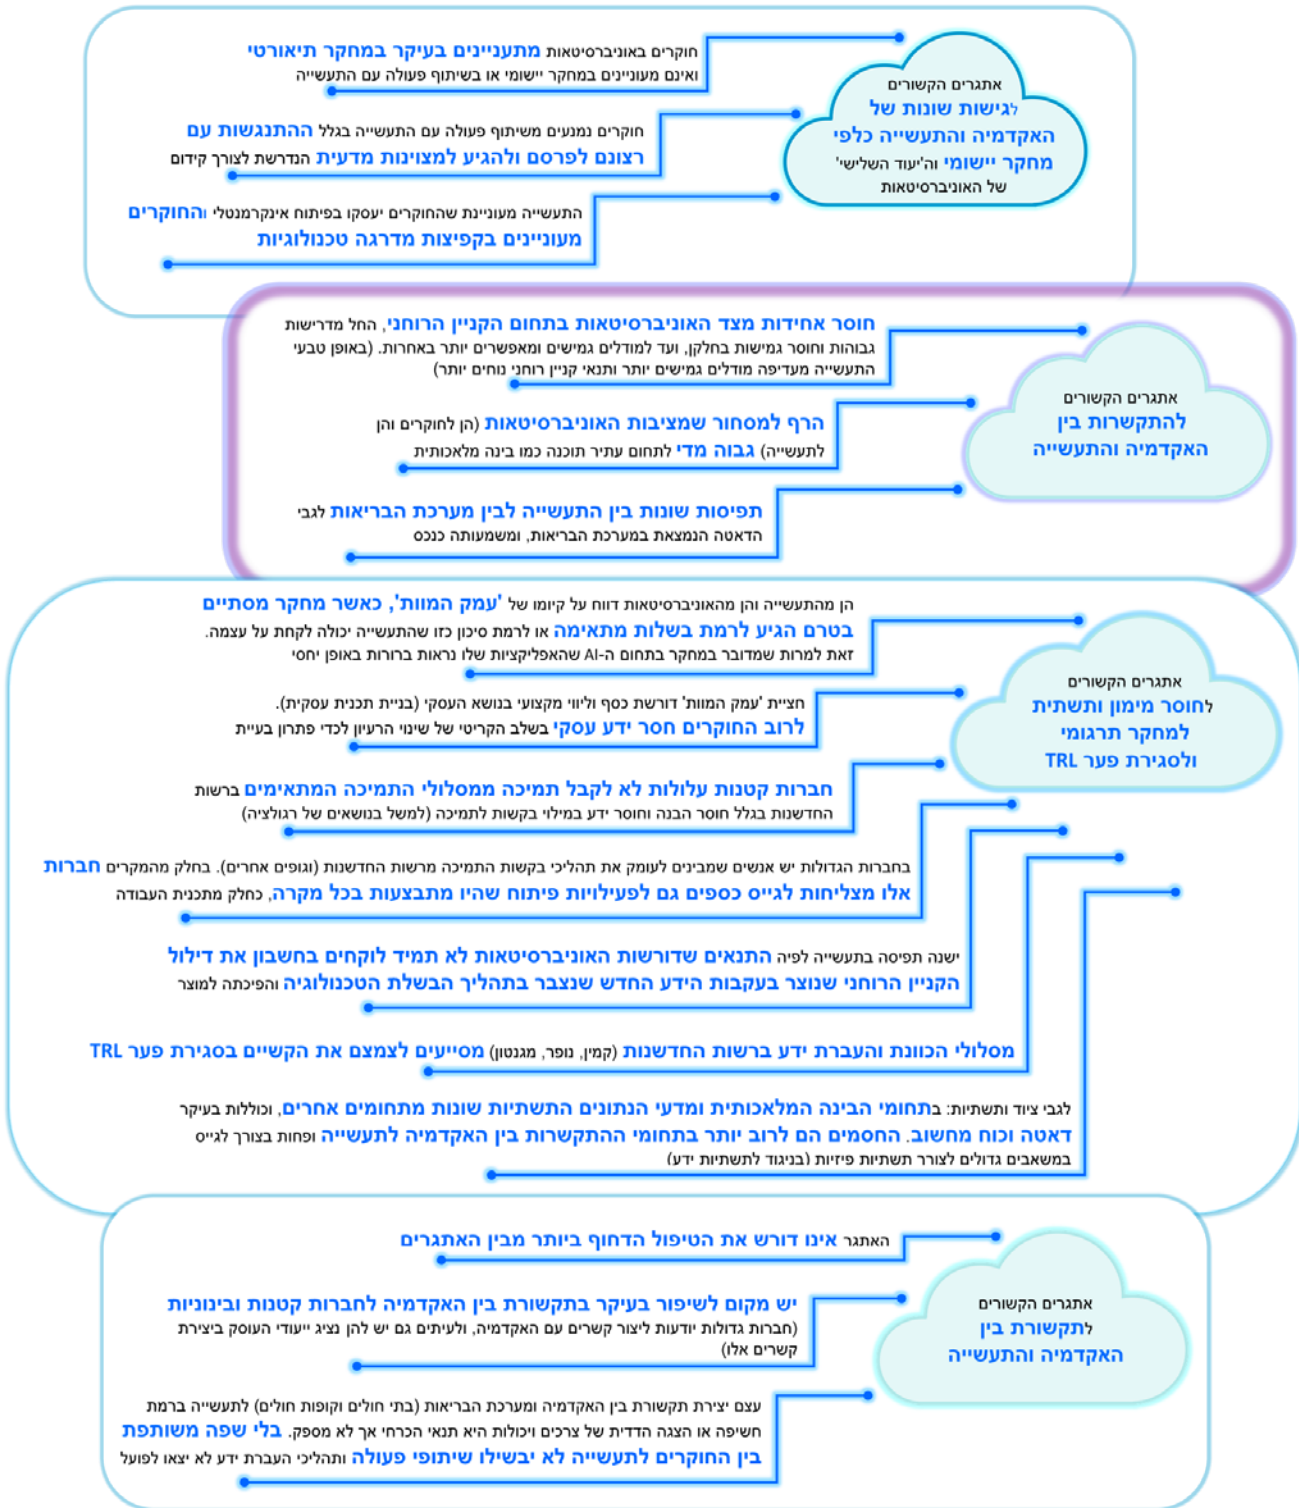 אתגרים הקשורים
לגישות שונות של
האקדמיה והתעשייה כלפי
מחקר יישומי וה'יעוד השלישי'
של האוניברסיטאות
חוקרים באוניברסיטאות מתעניינים בעיקר במחקר תיאורטי
ואינם מעוניינים במחקר יישומי או בשיתוף פעולה עם התעשייה
חוקרים נמנעים משיתוף פעולה עם התעשייה בגלל ההתנגשות עם
רצונם לפרסם ולהגיע למצוינות מדעית הנדרשת לצורך קידום
התעשייה מעוניינת שהחוקרים יעסקו בפיתוח אינקרמנטלי והחוקרים
מעוניינים בקפיצות מדרגה טכנולוגיות
אתגרים הקשורים
להתקשרות בין
האקדמיה והתעשייה
חוסר אחידות מצד האוניברסיטאות בתחום הקניין הרוחני, החל מדרישות
גבוהות וחוסר גמישות בחלקן, ועד למודלים גמישים ומאפשרים יותר באחרות. (באופן טבעי
התעשייה מעדיפה מודלים גמישים יותר ותנאי קניין רוחני נוחים יותר)
הרף למסחור שמציבות האוניברסיטאות (הן לחוקרים והן
לתעשייה) גבוה מדי לתחום עתיר תוכנה כמו בינה מלאכותית
תפיסות שונות בין התעשייה לבין מערכת הבריאות לגבי
הדאטה הנמצאת במערכת הבריאות, ומשמעותה כנכס
אתגרים הקשורים
לחוסר מימון ותשתית
למחקר תרגומי
ולסגירת פער TRL
הן מהתעשייה והן מהאוניברסיטאות דווח על קיומו של 'עמק המוות', כאשר מחקר מסתיים
בטרם הגיע לרמת בשלות מתאימה או לרמת סיכון כזו שהתעשייה יכולה לקחת על עצמה.
זאת למרות שמדובר במחקר בתחום ה-AI שהאפליקציות שלו נראות ברורות באופן יחסי
חציית 'עמק המוות' דורשת כסף וליווי מקצועי בנושא העסקי (בניית תכנית עסקית).
לרוב החוקרים חסר ידע עסקי בשלב הקריטי של שינוי הרעיון לכדי פתרון בעיית
חברות קטנות עלולות לא לקבל תמיכה ממסלולי התמיכה המתאימים ברשות
החדשנות בגלל חוסר הבנה וחוסר ידע במילוי בקשות לתמיכה (למשל בנושאים של רגולציה)
בחברות הגדולות יש אנשים שמבינים לעומק את תהליכי בקשות התמיכה מרשות החדשנות (וגופים אחרים). בחלק מהמקרים חברות
אלו מצליחות לגייס כספים גם לפעילויות פיתוח שהיו מתבצעות בכל מקרה, כחלק מתכנית העבודה
ישנה תפיסה בתעשייה לפיה התנאים שדורשות האוניברסיטאות לא תמיד לוקחים בחשבון את דילול
הקניין הרוחני שנוצר בעקבות הידע החדש שנצבר בתהליך הבשלת הטכנולוגיה והפיכתה למוצר
מסלולי הכוונת והעברת ידע ברשות החדשנות (קמין, נופר, מגנטון) מסייעים לצמצם את הקשיים בסגירת פער TRL
לגבי ציוד ותשתיות: בתחומי הבינה המלאכותית ומדעי הנתונים התשתיות שונות מתחומים אחרים, וכוללות בעיקר
דאטה וכוח מחשוב. החסמים הם לרוב יותר בתחומי ההתקשרות בין האקדמיה לתעשייה ופחות בצורך לגייס
במשאבים גדולים לצורר תשתיות פיזיות (בניגוד לתשתיות ידע)
אתגרים הקשורים
לתקשורת בין
האקדמיה והתעשייה
האתגר אינו דורש את הטיפול הדחוף ביותר מבין האתגרים
יש מקום לשיפור בעיקר בתקשורת בין האקדמיה לחברות קטנות ובינוניות
(חברות גדולות יודעות ליצור קשרים עם האקדמיה, ולעיתים גם יש להן נציג ייעודי העוסק ביצירת
קשרים אלו)
עצם יצירת תקשורת בין האקדמיה ומערכת הבריאות (בתי חולים וקופות חולים) לתעשייה ברמת
חשיפה או הצגה הדדית של צרכים ויכולות היא תנאי הכרחי אך לא מספק. בלי שפה משותפת
בין החוקרים לתעשייה לא יבשילו שיתופי פעולה ותהליכי העברת ידע לא יצאו לפועל